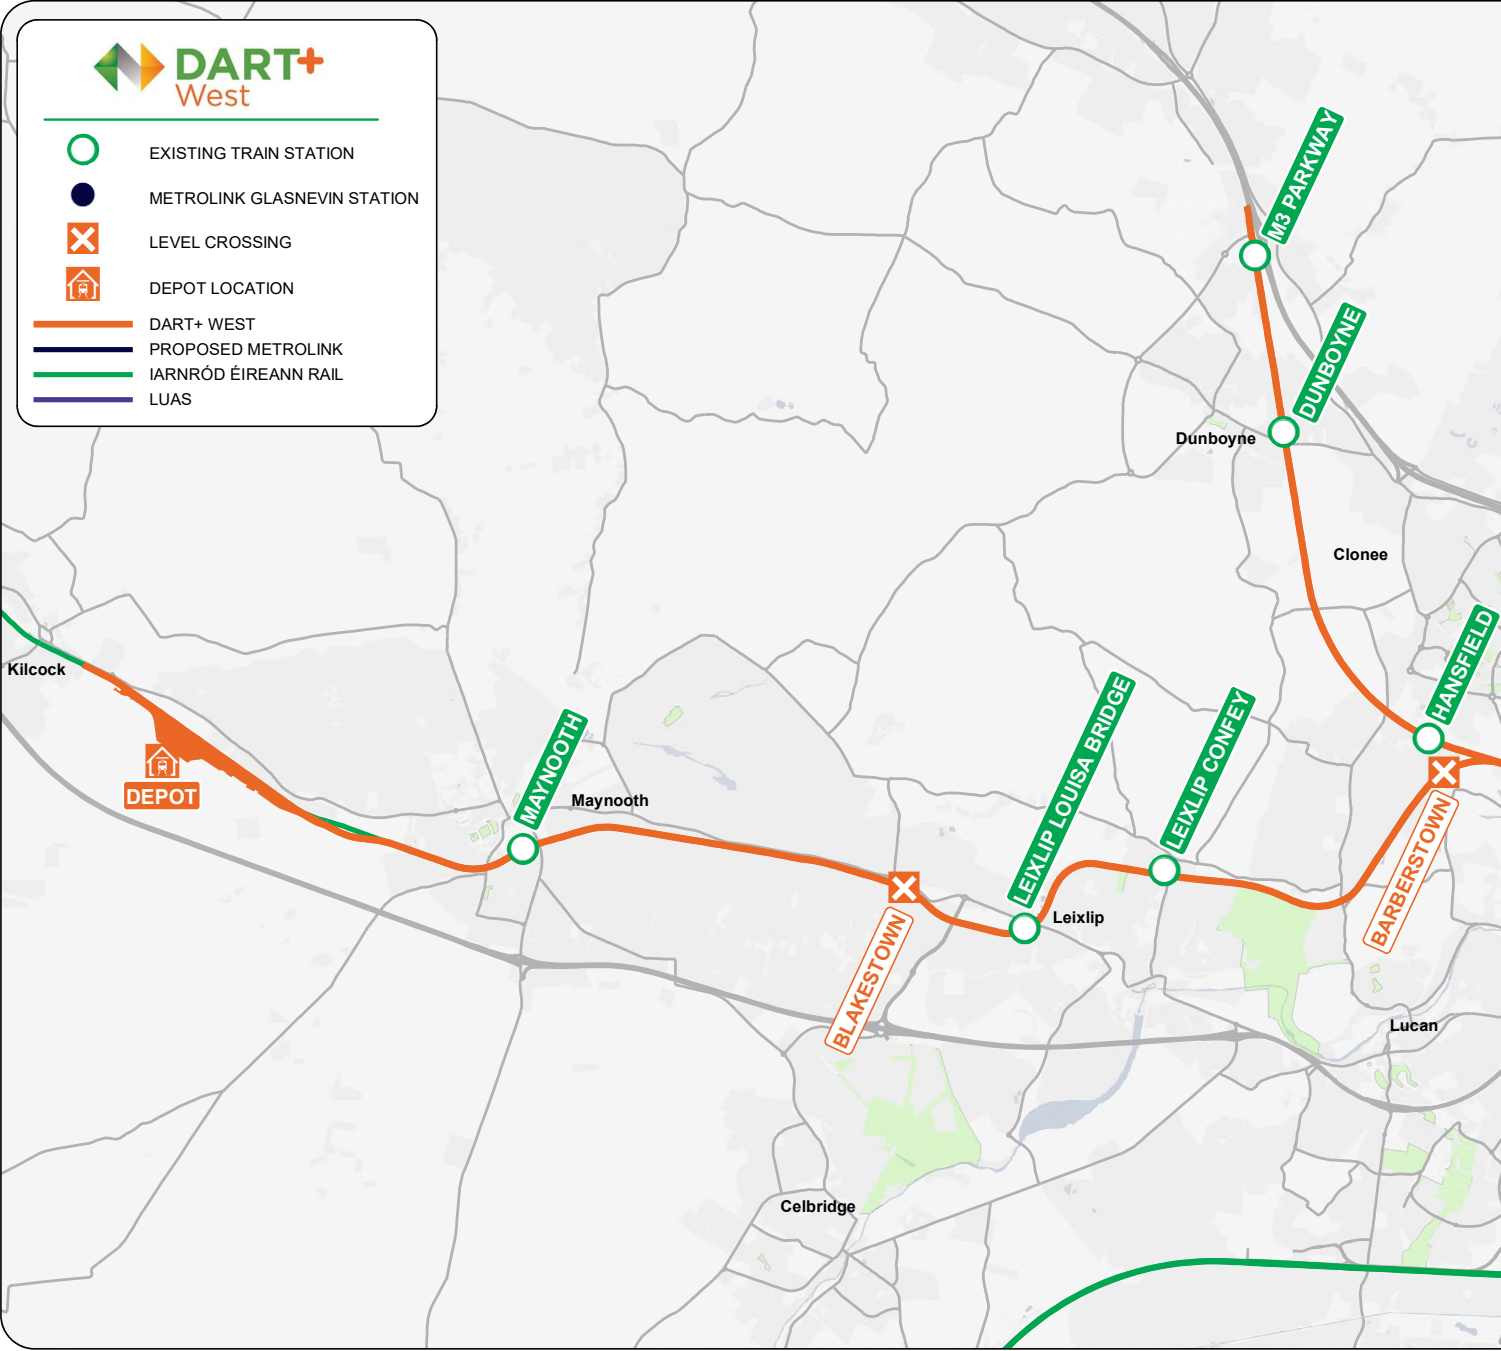 DART+
West
EXISTING TRAIN STATION
METROLINK GLASNEVIN STATION
LEVEL CROSSING
DEPOT LOCATION
DART+ WEST
PROPOSED METROLINK
IARNRÓD ÉIREANN RAIL
LUAS
M3 PARKWAY
DUNBOYNE
Dunboyne
Clonee
HANSFIELD
Kilcock
DEPOT
MAYNOOTH
Maynooth
LEIXLIP LOUISA BRIDGE
LEIXLIP CONFEY
BARBERSTOWN
BLAKESTOWN
Leixlip
Lucan
Celbridge